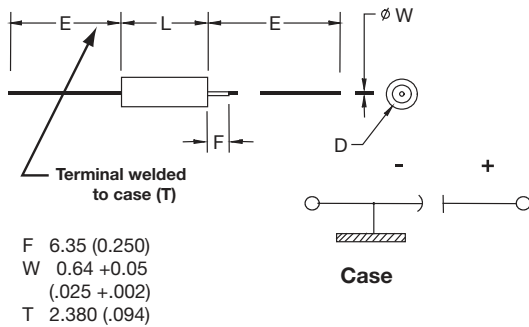 E L E ø W
F
D
Terminal welded
to case (T)
- +
F 6.35 (0.250)
W 0.64 +0.05
(.025 +.002)
T 2.380 (.094)
Case